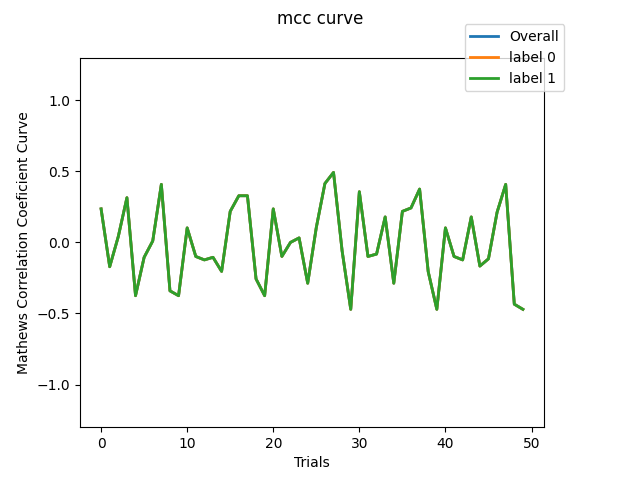 mcc curve
Overall
label 0
label 1
Mathews Correlation Coeficient Curve
1.0
0.5
0.0
−0.5
−1.0
0 10 20 30 40 50
Trials